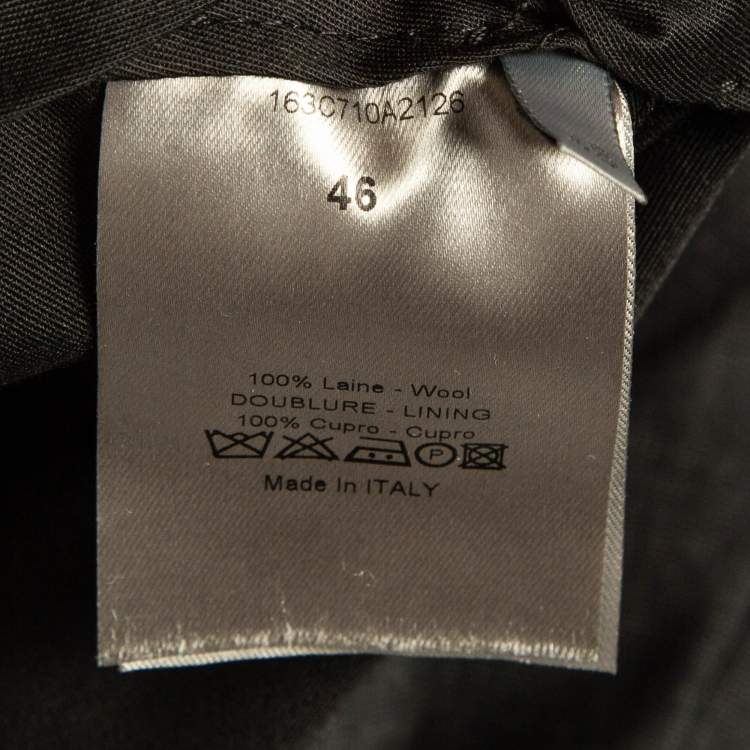 163C710A2126
46
100% Laine - Wool
DOUBLURE - LINING
100% Cupro - Cupro
P
Made In ITALY